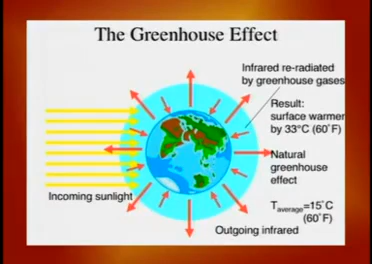 The Greenhouse Effect
Infrared re-radiated
by greenhouse gases
Result:
surface warmer
by 33°C (60°F)
Natural
greenhouse
effect
Incoming sunlight
Taverage=15°C
(60°F)
Outgoing infrared